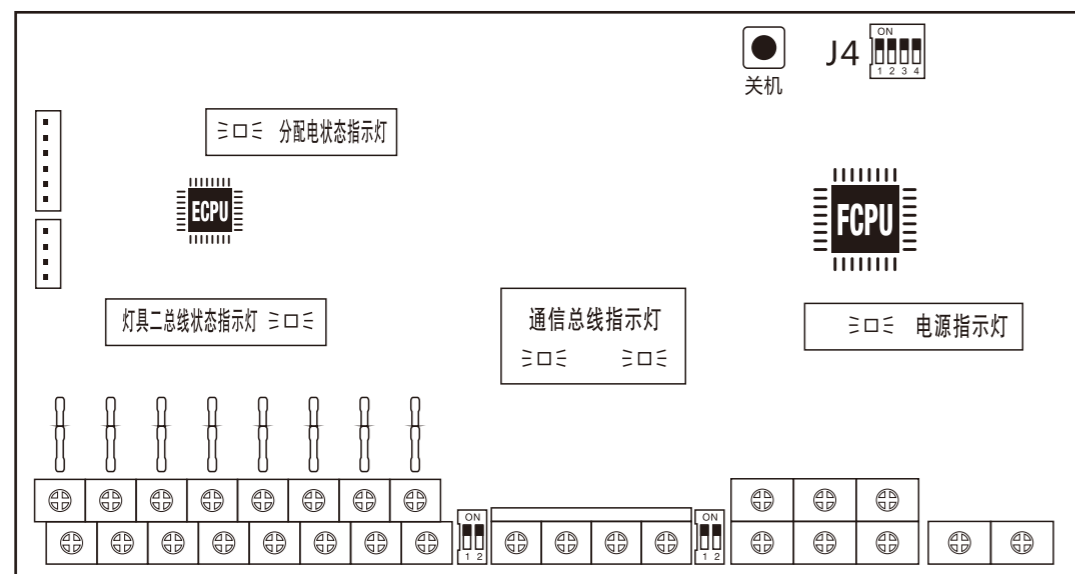 ON
J4
1 2 3 4
关机
分配电状态指示灯
ECPU
FCPU
灯具二总线状态指示灯
通信总线指示灯
电源指示灯
ON
1 2
ON
1 2